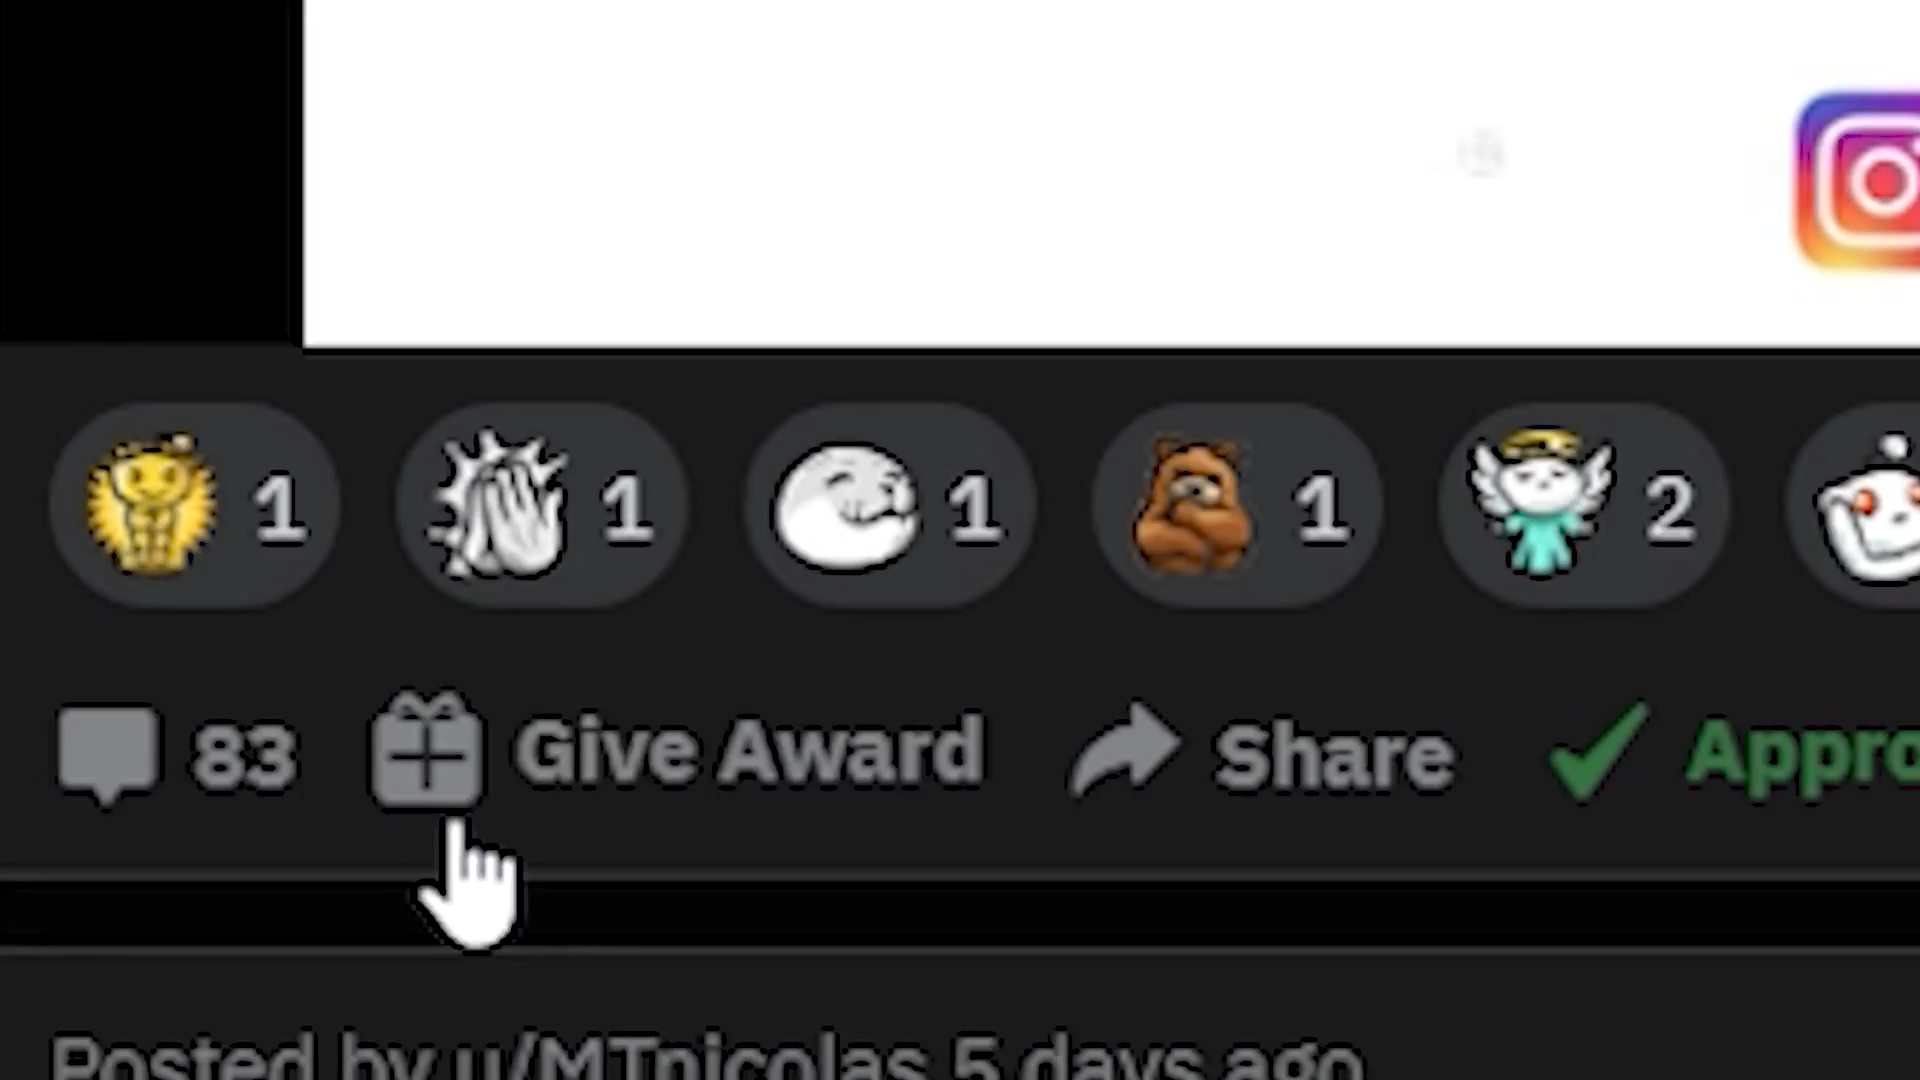 1 1 1 1 2
83 Give Award Share Appro
Posted by u/MTnicolas 5 days ago